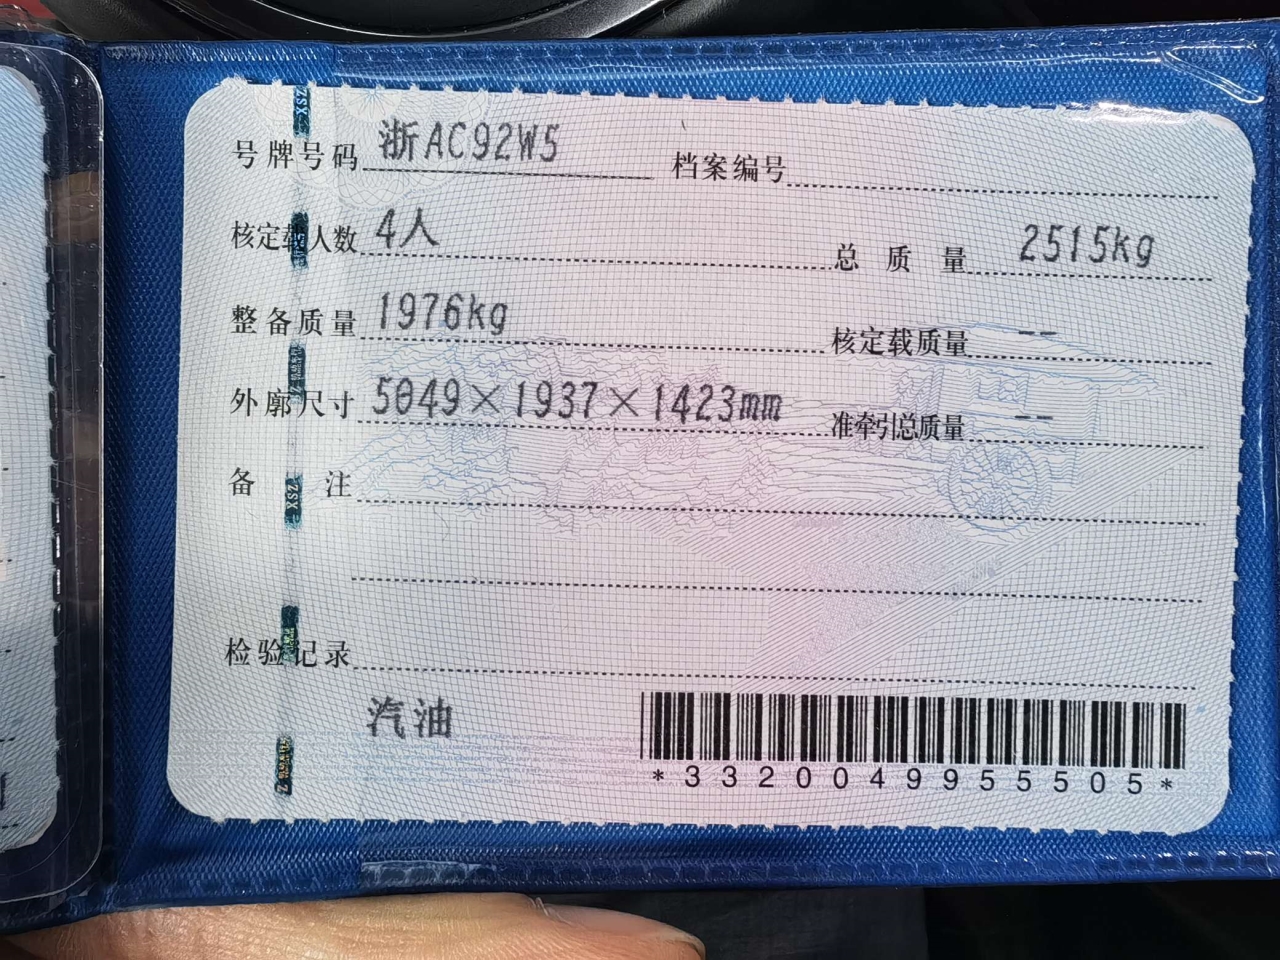 号牌号码 浙AC92W5 档案编号
核定载人数 4人 总质量 2515kg
整备质量 1976kg 核定载质量 --
外廓尺寸 5049×1937×1423mm 准牵引总质量 --
备注
检验记录
汽油
*3320049955505*
XSZ
XSZ